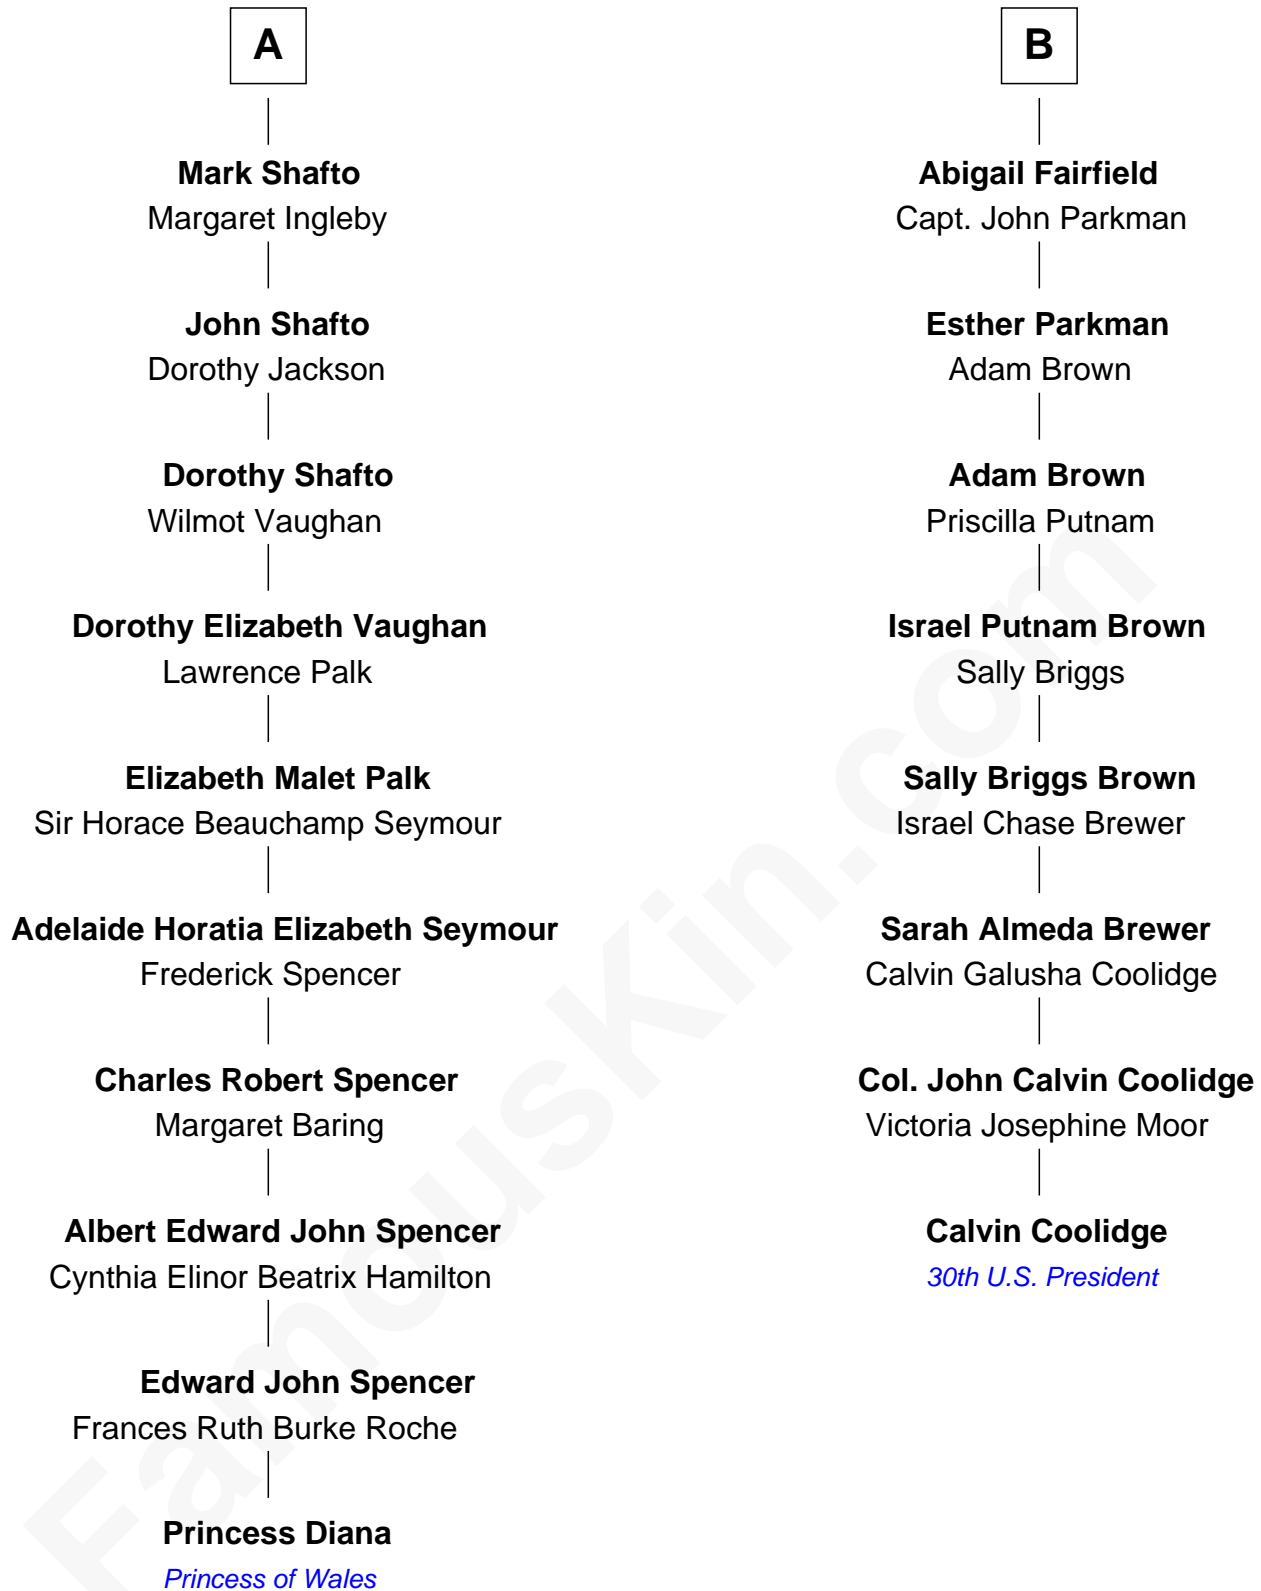 A
Mark Shafto
Margaret Ingleby
John Shafto
Dorothy Jackson
Dorothy Shafto
Wilmot Vaughan
Dorothy Elizabeth Vaughan
Lawrence Palk
Elizabeth Malet Palk
Sir Horace Beauchamp Seymour
Adelaide Horatia Elizabeth Seymour
Frederick Spencer
Charles Robert Spencer
Margaret Baring
Albert Edward John Spencer
Cynthia Elinor Beatrix Hamilton
Edward John Spencer
Frances Ruth Burke Roche
Princess Diana
Princess of Wales
B
Abigail Fairfield
Capt. John Parkman
Esther Parkman
Adam Brown
Adam Brown
Priscilla Putnam
Israel Putnam Brown
Sally Briggs
Sally Briggs Brown
Israel Chase Brewer
Sarah Almeda Brewer
Calvin Galusha Coolidge
Col. John Calvin Coolidge
Victoria Josephine Moor
Calvin Coolidge
30th U.S. President
FamousKin.com